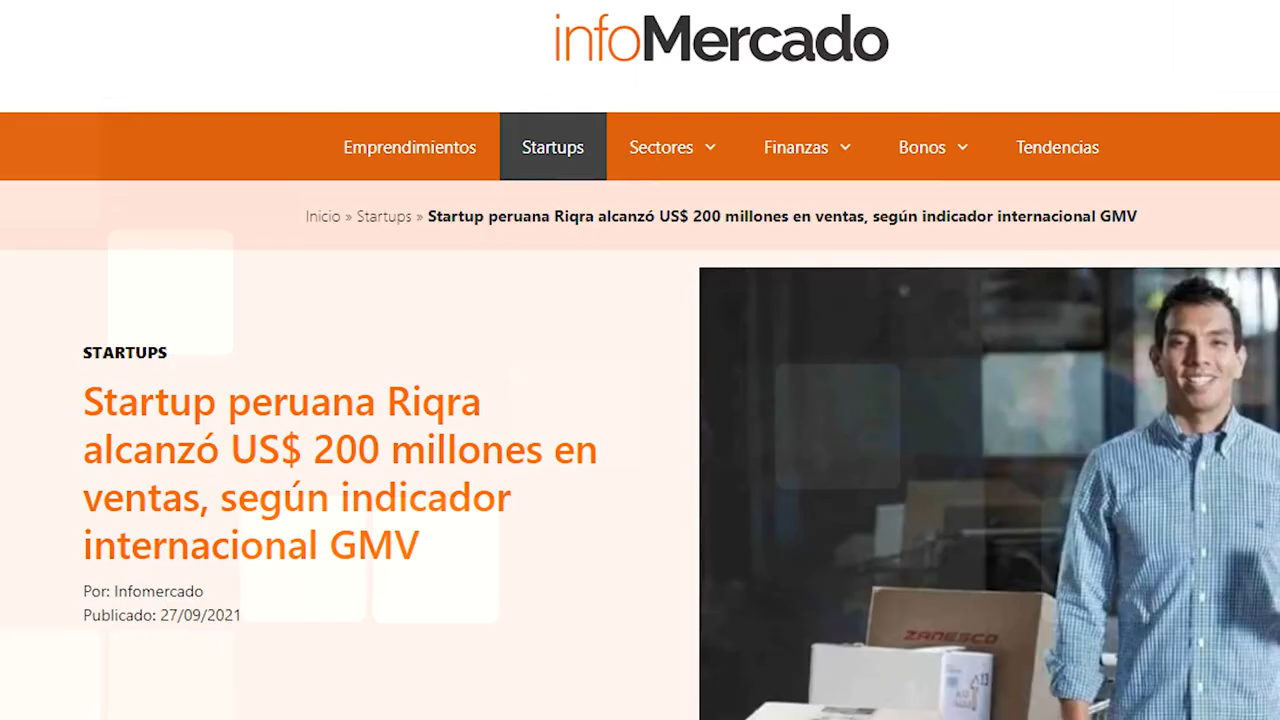 infoMercado
Emprendimientos Startups Sectores Finanzas Bonos Tendencias
Inicio » Startups » Startup peruana Riqra alcanzó US$ 200 millones en ventas, según indicador internacional GMV
STARTUPS
Startup peruana Riqra
alcanzó US$ 200 millones en
ventas, según indicador
internacional GMV
Por: Infomercado
Publicado: 27/09/2021
ZANESCO